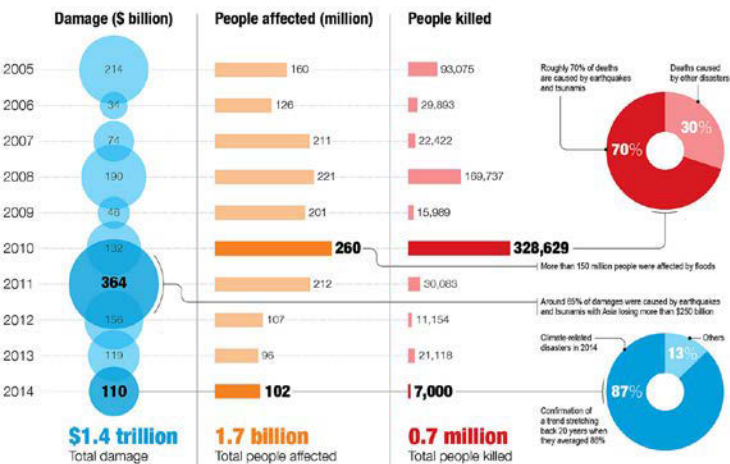 Damage ($ billion) People affected (million) People killed
2005 214 160 93,075
2006 34 126 29,893
2007 74 211 22,422
2008 190 221 169,737
2009 46 201 15,989
2010 132 260 328,629
2011 364 212 30,083
2012 156 107 11,154
2013 119 96 21,118
2014 110 102 7,000
$1.4 trillion 1.7 billion 0.7 million
Total damage Total people affected Total people killed
Roughly 70% of deaths
are caused by earthquakes
and tsunamis
Deaths caused
by other disasters
30%
70%
More than 150 million people were affected by floods
Around 65% of damages were caused by earthquakes
and tsunamis with Asia losing more than $250 billion
Climate-related
disasters in 2014
Others
13%
87%
Confirmation of
a trend stretching
back 20 years when
they averaged 86%